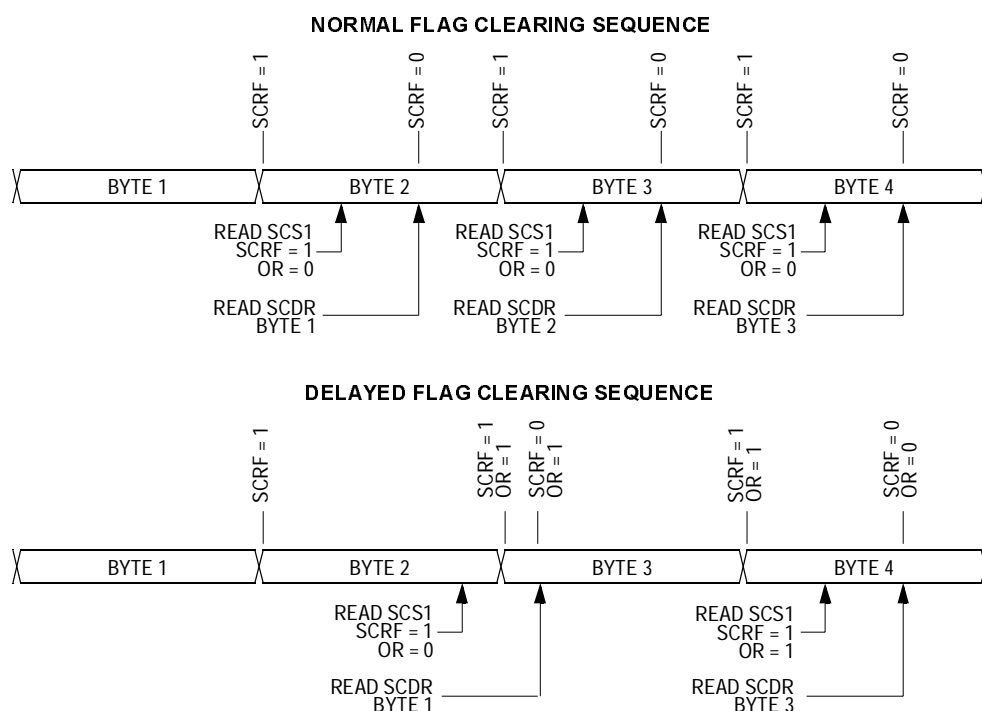 NORMAL FLAG CLEARING SEQUENCE
SCRF = 1
SCRF = 0
SCRF = 1
SCRF = 0
SCRF = 1
SCRF = 0
BYTE 1
BYTE 2
BYTE 3
BYTE 4
READ SCS1
SCRF = 1
OR = 0
READ SCS1
SCRF = 1
OR = 0
READ SCS1
SCRF = 1
OR = 0
READ SCDR
BYTE 1
READ SCDR
BYTE 2
READ SCDR
BYTE 3
DELAYED FLAG CLEARING SEQUENCE
SCRF = 1
SCRF = 1
OR = 1
SCRF = 0
OR = 1
SCRF = 1
OR = 1
SCRF = 0
OR = 0
BYTE 1
BYTE 2
BYTE 3
BYTE 4
READ SCS1
SCRF = 1
OR = 0
READ SCS1
SCRF = 1
OR = 1
READ SCDR
BYTE 1
READ SCDR
BYTE 3